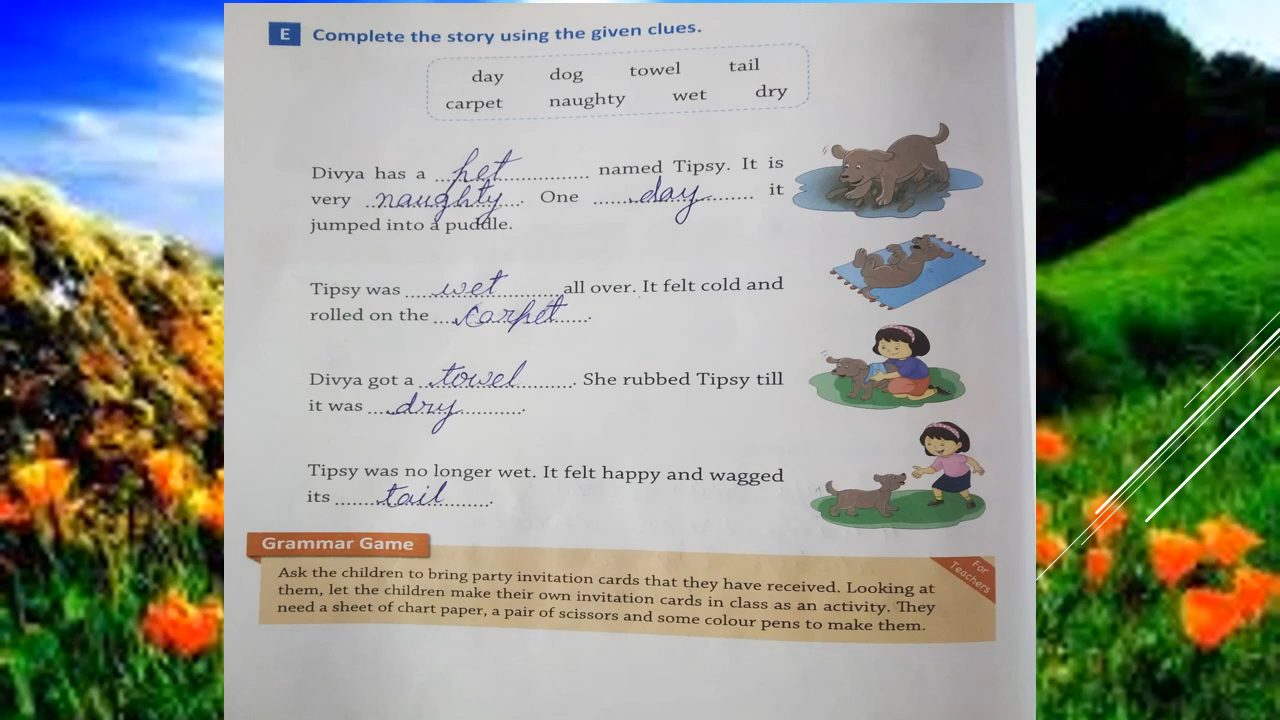 E Complete the story using the given clues.
day dog towel tail
carpet naughty wet dry
Divya has a pet named Tipsy. It is
very naughty. One day it
jumped into a puddle.
Tipsy was wet all over. It felt cold and
rolled on the carpet.
Divya got a towel. She rubbed Tipsy till
it was dry.
Tipsy was no longer wet. It felt happy and wagged
its tail.
Grammar Game
For
Teachers
Ask the children to bring party invitation cards that they have received. Looking at
them, let the children make their own invitation cards in class as an activity. They
need a sheet of chart paper, a pair of scissors and some colour pens to make them.